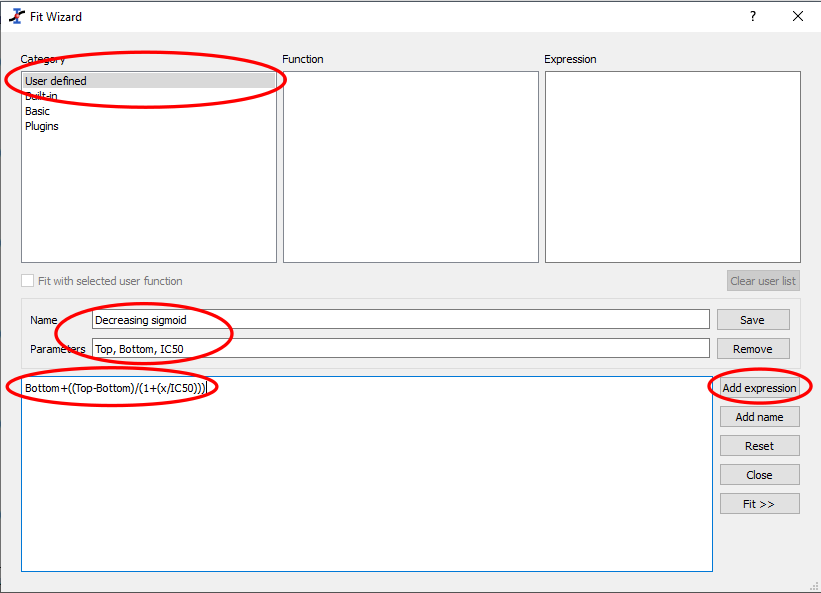 Fit Wizard
?
Category
Function
Expression
User defined
Built-in
Basic
Plugins
Fit with selected user function
Clear user list
Name
Decreasing sigmoid
Save
Parameters
Top, Bottom, IC50
Remove
Bottom+((Top-Bottom)/(1+(x/IC50)))
Add expression
Add name
Reset
Close
Fit >>